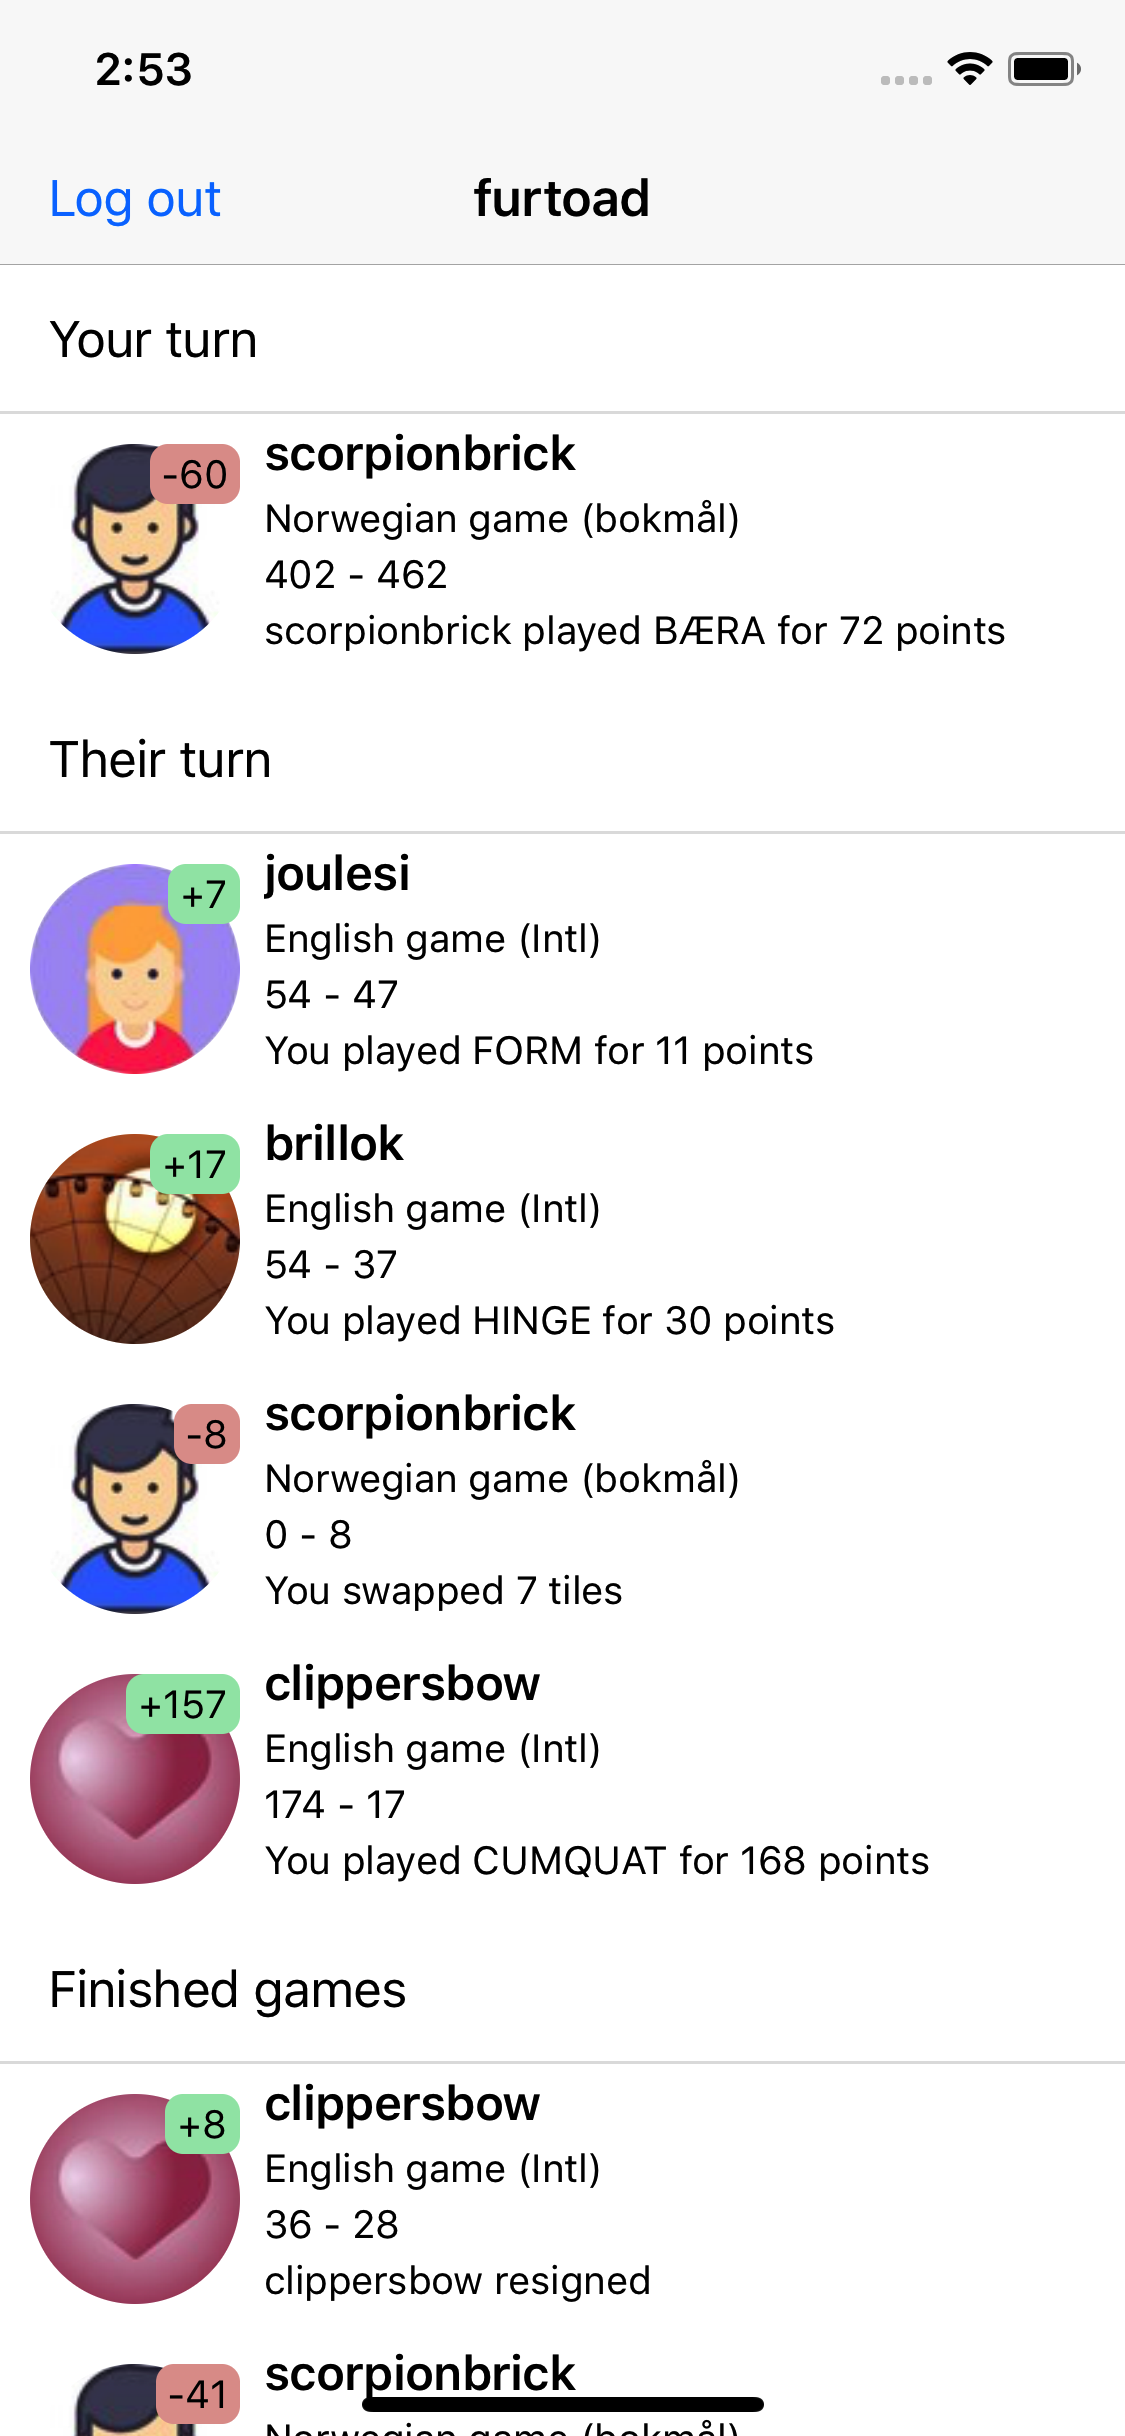 2:53
Log out
furtoad
Your turn
-60
scorpionbrick
Norwegian game (bokmål)
402 - 462
scorpionbrick played BÆRA for 72 points
Their turn
+7
joulesi
English game (Intl)
54 - 47
You played FORM for 11 points
+17
brillok
English game (Intl)
54 - 37
You played HINGE for 30 points
-8
scorpionbrick
Norwegian game (bokmål)
0 - 8
You swapped 7 tiles
+157
clippersbow
English game (Intl)
174 - 17
You played CUMQUAT for 168 points
Finished games
+8
clippersbow
English game (Intl)
36 - 28
clippersbow resigned
-41
scorpionbrick
Norwegian game (bokmål)